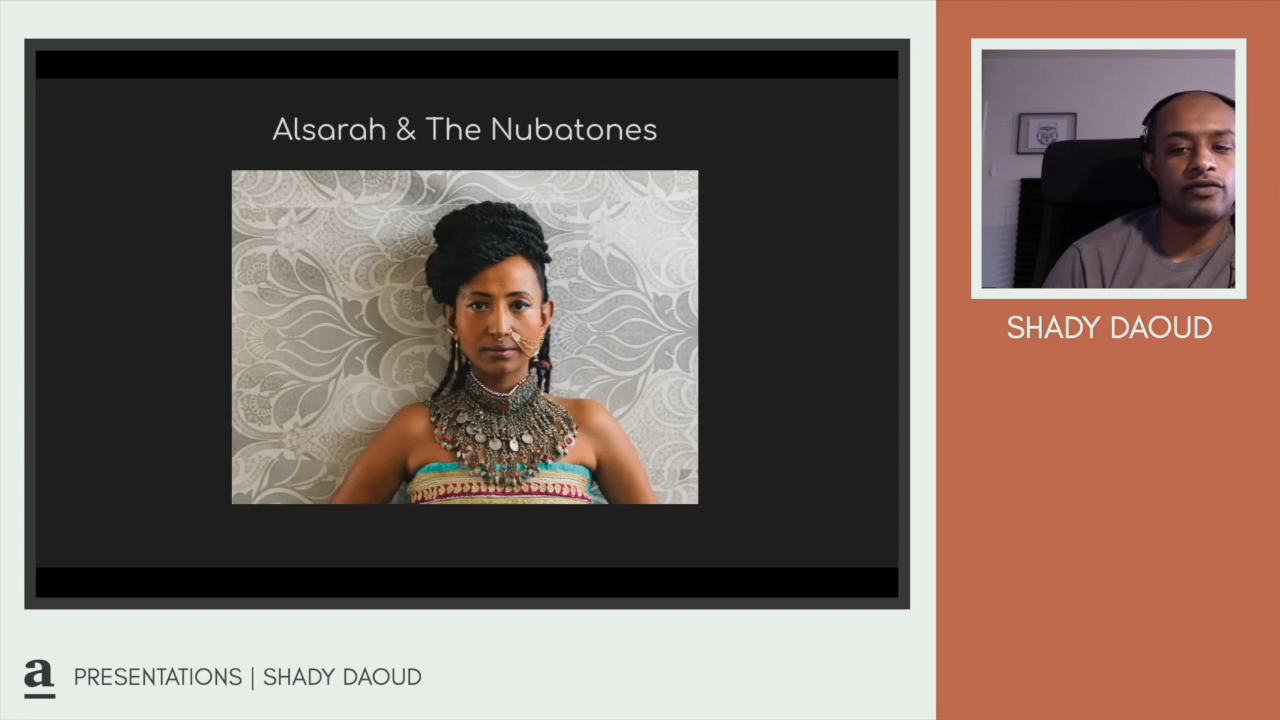 Alsarah & The Nubatones
SHADY DAOUD
a PRESENTATIONS | SHADY DAOUD